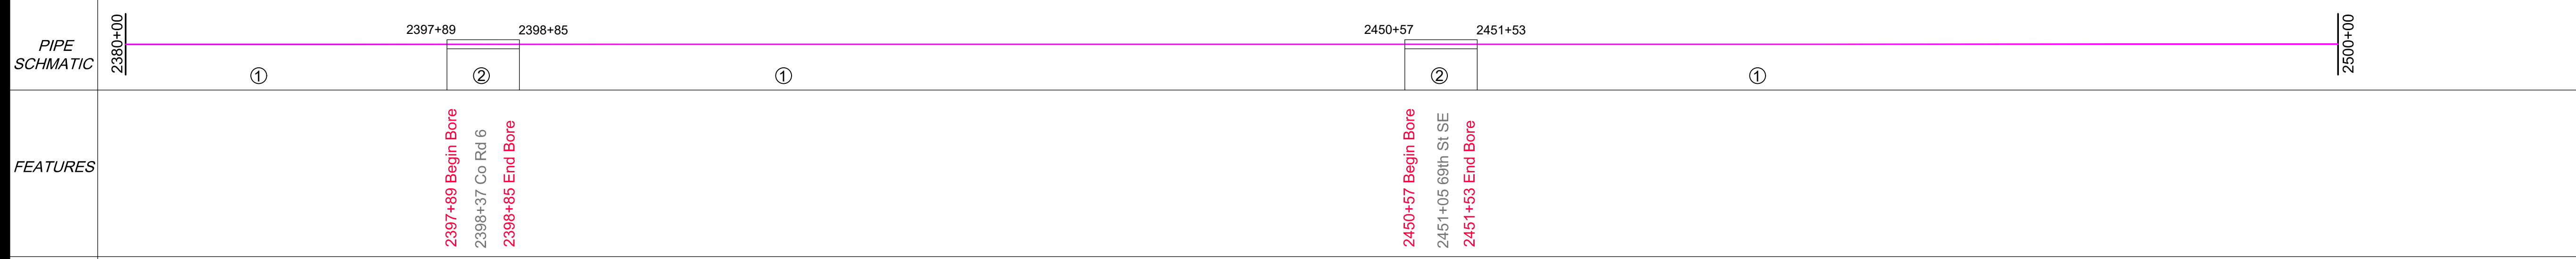 PIPE
SCHMATIC
2380+00
2397+89
2398+85
2450+57
2451+53
2500+00
1
2
1
2
1
FEATURES
2397+89 Begin Bore
2398+37 Co Rd 6
2398+85 End Bore
2450+57 Begin Bore
2451+05 69th St SE
2451+53 End Bore